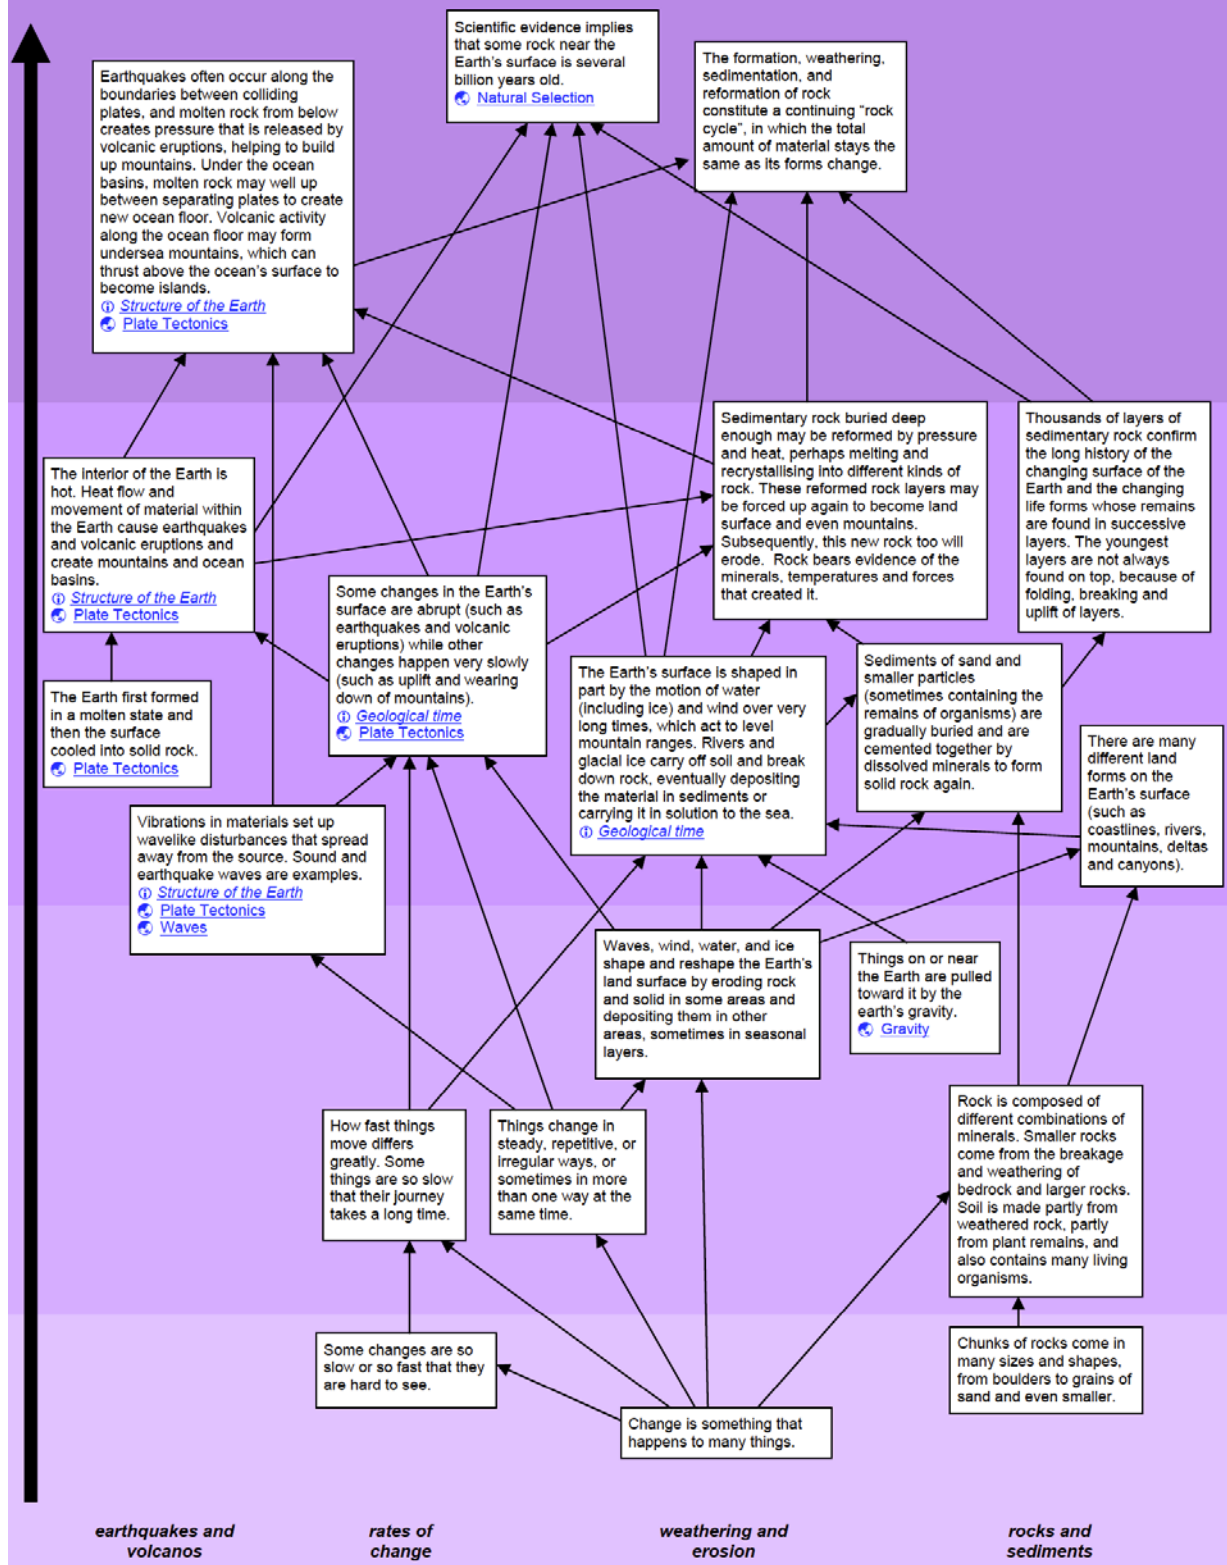 Scientific evidence implies
that some rock near the
Earth's surface is several
billion years old.
Natural Selection
The formation, weathering,
sedimentation, and
reformation of rock
constitute a continuing "rock
cycle", in which the total
amount of material stays the
same as its forms change.
Earthquakes often occur along the
boundaries between colliding
plates, and molten rock from below
creates pressure that is released by
volcanic eruptions, helping to build
up mountains. Under the ocean
basins, molten rock may well up
between separating plates to create
new ocean floor. Volcanic activity
along the ocean floor may form
undersea mountains, which can
thrust above the ocean's surface to
become islands.
Structure of the Earth
Plate Tectonics
Sedimentary rock buried deep
enough may be reformed by pressure
and heat, perhaps melting and
recrystallising into different kinds of
rock. These reformed rock layers may
be forced up again to become land
surface and even mountains.
Subsequently, this new rock too will
erode. Rock bears evidence of the
minerals, temperatures and forces
that created it.
Thousands of layers of
sedimentary rock confirm
the long history of the
changing surface of the
Earth and the changing
life forms whose remains
are found in successive
layers. The youngest
layers are not always
found on top, because of
folding, breaking and
uplift of layers.
The interior of the Earth is
hot. Heat flow and
movement of material within
the Earth cause earthquakes
and volcanic eruptions and
create mountains and ocean
basins.
Structure of the Earth
Plate Tectonics
Some changes in the Earth's
surface are abrupt (such as
earthquakes and volcanic
eruptions) while other
changes happen very slowly
(such as uplift and wearing
down of mountains).
Geological time
Plate Tectonics
The Earth's surface is shaped in
part by the motion of water
(including ice) and wind over very
long times, which act to level
mountain ranges. Rivers and
glacial ice carry off soil and break
down rock, eventually depositing
the material in sediments or
carrying it in solution to the sea.
Geological time
Sediments of sand and
smaller particles
(sometimes containing the
remains of organisms) are
gradually buried and are
cemented together by
dissolved minerals to form
solid rock again.
The Earth first formed
in a molten state and
then the surface
cooled into solid rock.
Plate Tectonics
There are many
different land
forms on the
Earth's surface
(such as
coastlines, rivers,
mountains, deltas
and canyons).
Vibrations in materials set up
wavelike disturbances that spread
away from the source. Sound and
earthquake waves are examples.
Structure of the Earth
Plate Tectonics
Waves
Waves, wind, water, and ice
shape and reshape the Earth's
land surface by eroding rock
and solid in some areas and
depositing them in other
areas, sometimes in seasonal
layers.
Things on or near
the Earth are pulled
toward it by the
earth's gravity.
Gravity
How fast things
move differs
greatly. Some
things are so slow
that their journey
takes a long time.
Things change in
steady, repetitive, or
irregular ways, or
sometimes in more
than one way at the
same time.
Rock is composed of
different combinations of
minerals. Smaller rocks
come from the breakage
and weathering of
bedrock and larger rocks.
Soil is made partly from
weathered rock, partly
from plant remains, and
also contains many living
organisms.
Some changes are so
slow or so fast that they
are hard to see.
Chunks of rocks come in
many sizes and shapes,
from boulders to grains of
sand and even smaller.
Change is something that
happens to many things.
earthquakes and
volcanos
rates of
change
weathering and
erosion
rocks and
sediments